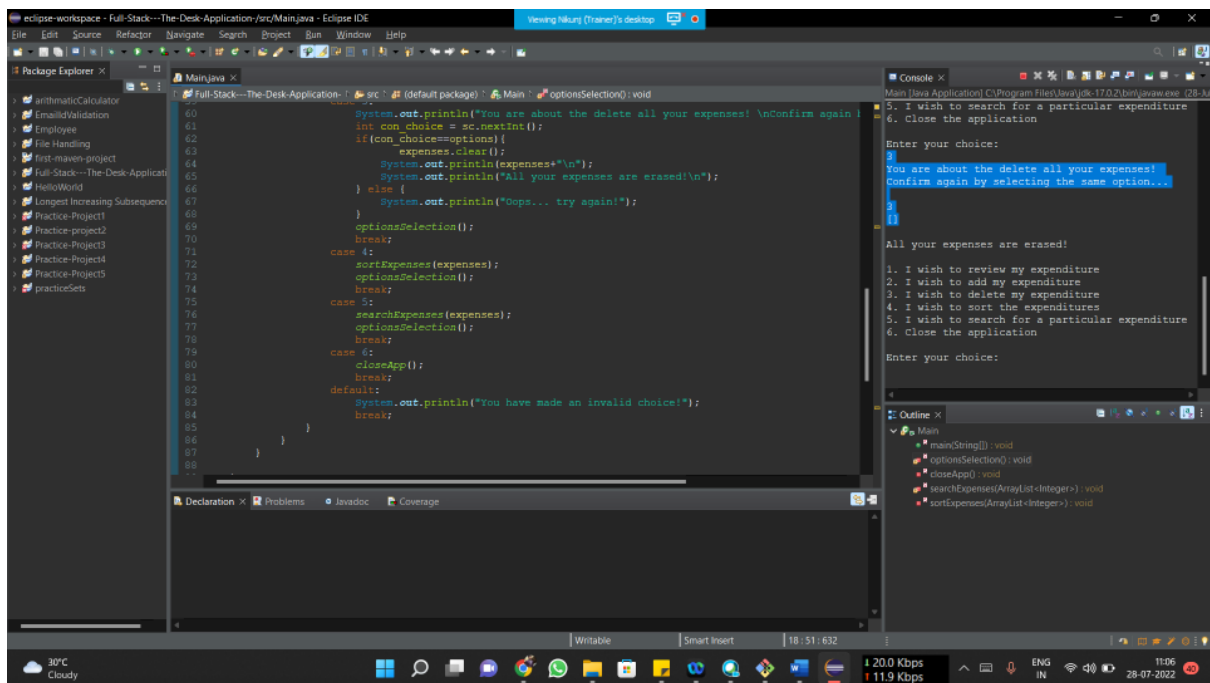 eclipse-workspace - Full-Stack---The-Desk-Application-/src/Main.java - Eclipse IDE
Viewing Nikunj (Trainer)'s desktop
File Edit Source Refactor Navigate Search Project Run Window Help
Package Explorer
arithmaticCalculator
EmailIdValidation
Employee
File Handling
first-maven-project
Full-Stack---The-Desk-Applicati
HelloWorld
Longest Increasing Subsequence
Practice-Project1
Practice-project2
Practice-Project3
Practice-Project4
Practice-Project5
practiceSets
Main.java
Full-Stack---The-Desk-Application- src (default package) Main optionsSelection() : void
60 System.out.println("You are about the delete all your expenses! \nConfirm again
61 int con_choice = sc.nextInt();
62 if(con_choice==options){
63 expenses.clear();
64 System.out.println(expenses+"\n");
65 System.out.println("All your expenses are erased!\n");
66 } else {
67 System.out.println("Oops... try again!");
68 }
69 optionsSelection();
70 break;
71 case 4:
72 sortExpenses(expenses);
73 optionsSelection();
74 break;
75 case 5:
76 searchExpenses(expenses);
77 optionsSelection();
78 break;
79 case 6:
80 closeApp();
81 break;
82 default:
83 System.out.println("You have made an invalid choice!");
84 break;
85 }
86 }
87 }
88
Declaration Problems Javadoc Coverage
Console
Main [Java Application] C:\Program Files\Java\jdk-17.0.2\bin\javaw.exe (28-Ju
5. I wish to search for a particular expenditure
6. Close the application
Enter your choice:
3
You are about the delete all your expenses!
Confirm again by selecting the same option...
3
[]
All your expenses are erased!
1. I wish to review my expenditure
2. I wish to add my expenditure
3. I wish to delete my expenditure
4. I wish to sort the expenditures
5. I wish to search for a particular expenditure
6. Close the application
Enter your choice:
Outline
Main
main(String[]) : void
optionsSelection() : void
closeApp() : void
searchExpenses(ArrayList<Integer>) : void
sortExpenses(ArrayList<Integer>) : void
Writable Smart Insert 18 : 51 : 632
30°C
Cloudy
20.0 Kbps
11.9 Kbps
ENG
IN
11:06
28-07-2022
40